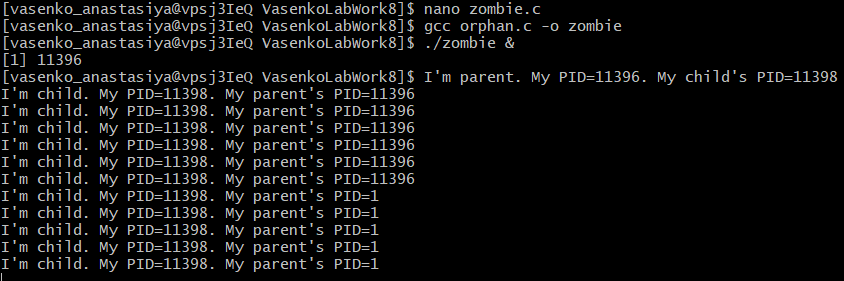 [vasenko_anastasiya@vpsj3IeQ VasenkoLabWork8]$ nano zombie.c
[vasenko_anastasiya@vpsj3IeQ VasenkoLabWork8]$ gcc orphan.c -o zombie
[vasenko_anastasiya@vpsj3IeQ VasenkoLabWork8]$ ./zombie &
[1] 11396
[vasenko_anastasiya@vpsj3IeQ VasenkoLabWork8]$ I'm parent. My PID=11396. My child's PID=11398
I'm child. My PID=11398. My parent's PID=11396
I'm child. My PID=11398. My parent's PID=11396
I'm child. My PID=11398. My parent's PID=11396
I'm child. My PID=11398. My parent's PID=11396
I'm child. My PID=11398. My parent's PID=11396
I'm child. My PID=11398. My parent's PID=11396
I'm child. My PID=11398. My parent's PID=1
I'm child. My PID=11398. My parent's PID=1
I'm child. My PID=11398. My parent's PID=1
I'm child. My PID=11398. My parent's PID=1
I'm child. My PID=11398. My parent's PID=1